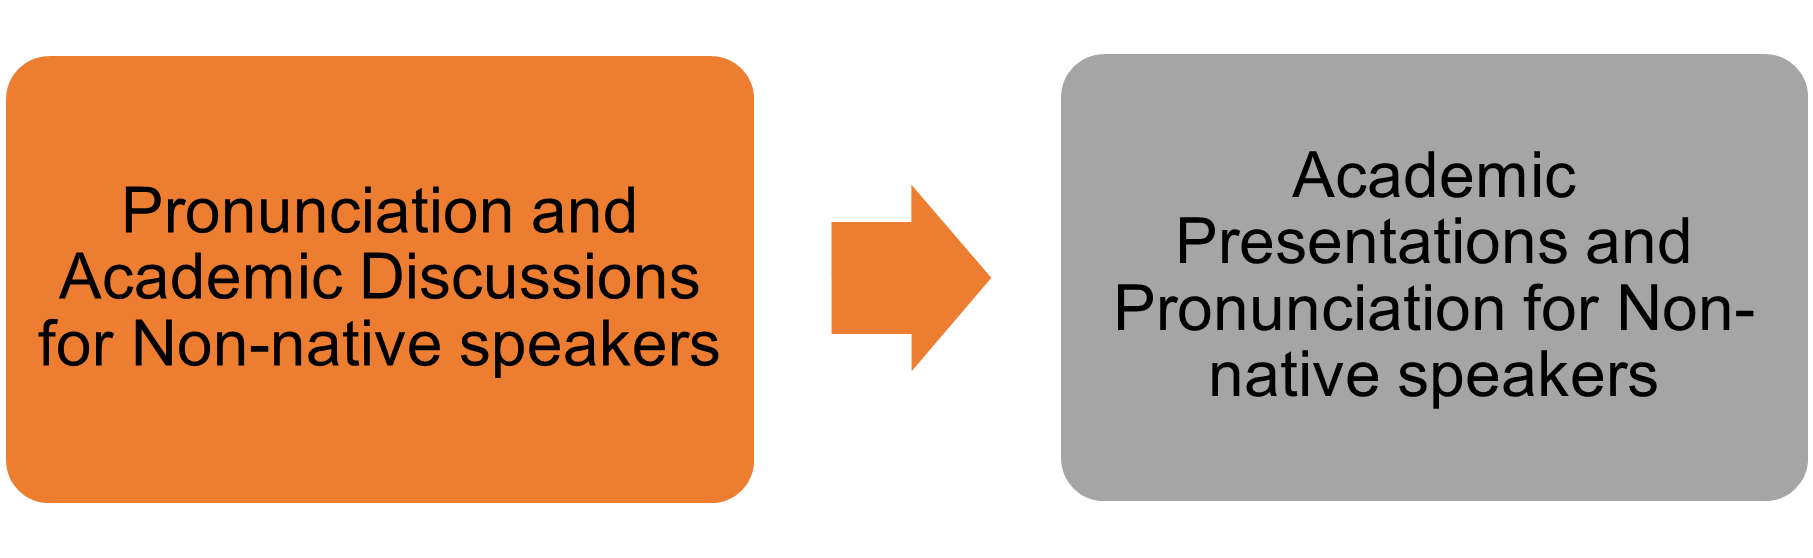 Pronunciation and
Academic Discussions
for Non-native speakers
Academic
Presentations and
Pronunciation for Non-
native speakers